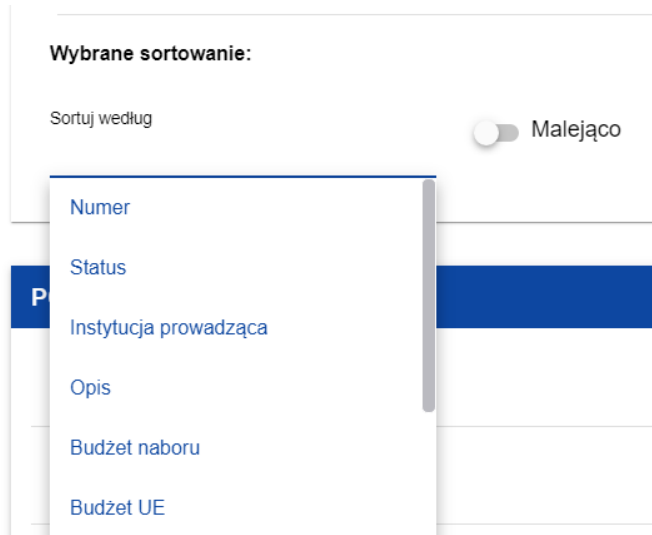 Wybrane sortowanie:
Sortuj według
Malejąco
Numer
Status
Instytucja prowadząca
Opis
Budżet naboru
Budżet UE